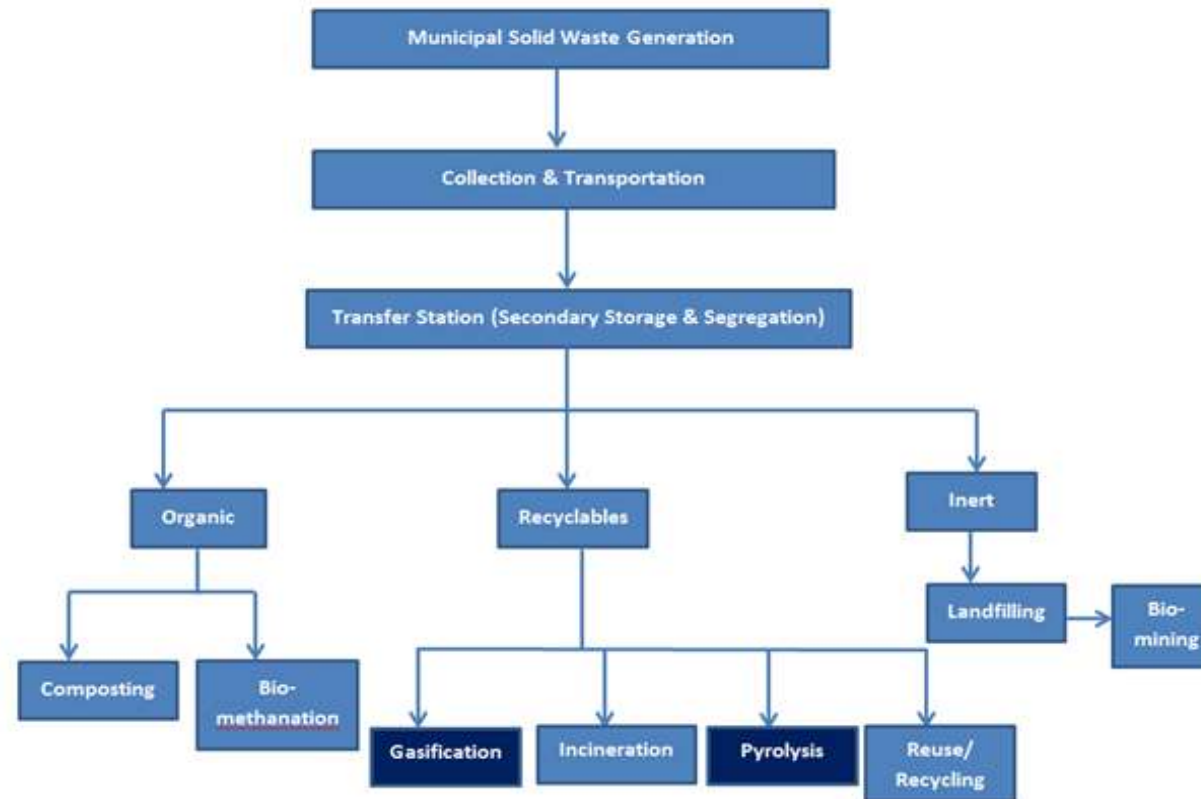 Municipal Solid Waste Generation
Collection & Transportation
Transfer Station (Secondary Storage & Segregation)
Organic
Recyclables
Inert
Landfilling
Bio-
mining
Composting
Bio-
methanation
Gasification
Incineration
Pyrolysis
Reuse/
Recycling